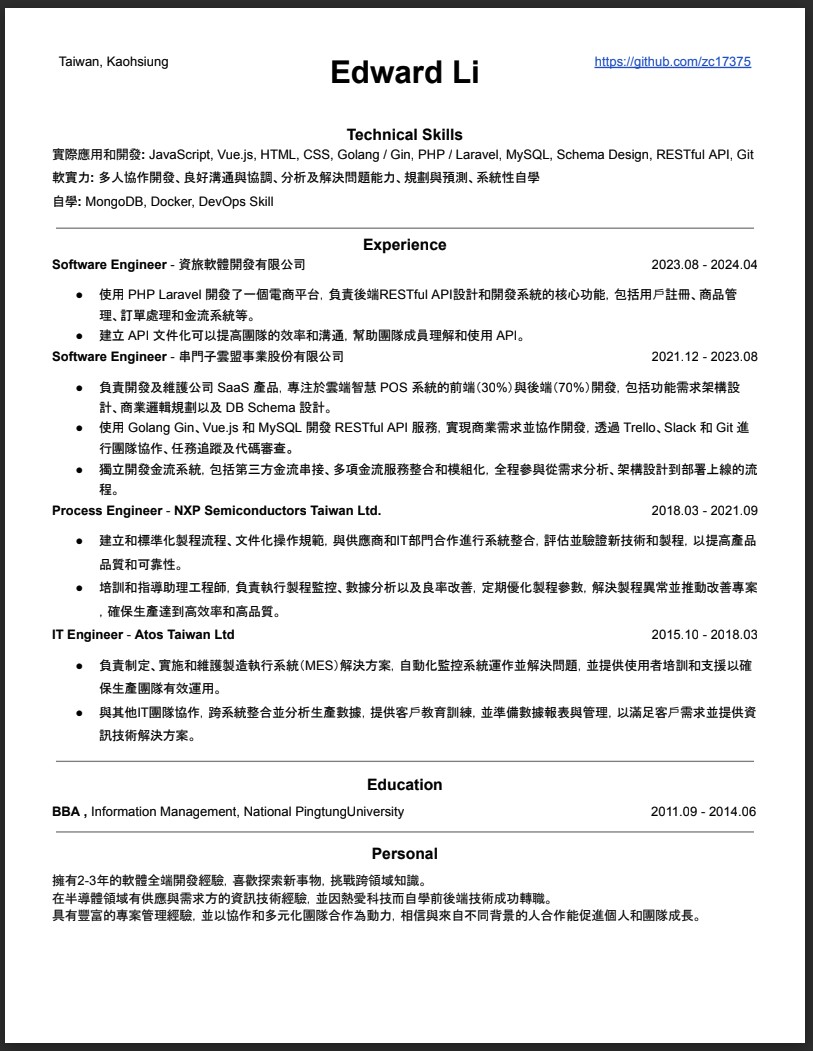 Taiwan, Kaohsiung
Edward Li
https://github.com/zc17375
Technical Skills
實際應用和開發: JavaScript, Vue.js, HTML, CSS, Golang / Gin, PHP / Laravel, MySQL, Schema Design, RESTful API, Git
軟實力: 多人協作開發、良好溝通與協調、分析及解決問題能力、規劃與預測、系統性自學
自學: MongoDB, Docker, DevOps Skill
Experience
Software Engineer - 資旅軟體開發有限公司 2023.08 - 2024.04
● 使用 PHP Laravel 開發了一個電商平台, 負責後端RESTful API設計和開發系統的核心功能, 包括用戶註冊、商品管
理、訂單處理和金流系統等。
● 建立 API 文件化可以提高團隊的效率和溝通, 幫助團隊成員理解和使用 API。
Software Engineer - 串門子雲盟事業股份有限公司 2021.12 - 2023.08
● 負責開發及維護公司 SaaS 產品, 專注於雲端智慧 POS 系統的前端（30%）與後端（70%）開發, 包括功能需求架構設
計、商業邏輯規劃以及 DB Schema 設計。
● 使用 Golang Gin、Vue.js 和 MySQL 開發 RESTful API 服務, 實現商業需求並協作開發, 透過 Trello、Slack 和 Git 進
行團隊協作、任務追蹤及代碼審查。
● 獨立開發金流系統, 包括第三方金流串接、多項金流服務整合和模組化, 全程參與從需求分析、架構設計到部署上線的流
程。
Process Engineer - NXP Semiconductors Taiwan Ltd. 2018.03 - 2021.09
● 建立和標準化製程流程、文件化操作規範, 與供應商和IT部門合作進行系統整合, 評估並驗證新技術和製程, 以提高產品
品質和可靠性。
● 培訓和指導助理工程師, 負責執行製程監控、數據分析以及良率改善, 定期優化製程參數, 解決製程異常並推動改善專案
, 確保生產達到高效率和高品質。
IT Engineer - Atos Taiwan Ltd 2015.10 - 2018.03
● 負責制定、實施和維護製造執行系統（MES）解決方案, 自動化監控系統運作並解決問題, 並提供使用者培訓和支援以確
保生產團隊有效運用。
● 與其他IT團隊協作, 跨系統整合並分析生產數據, 提供客戶教育訓練, 並準備數據報表與管理, 以滿足客戶需求並提供資
訊技術解決方案。
Education
BBA , Information Management, National PingtungUniversity 2011.09 - 2014.06
Personal
擁有2-3年的軟體全端開發經驗, 喜歡探索新事物, 挑戰跨領域知識。
在半導體領域有供應與需求方的資訊技術經驗, 並因熱愛科技而自學前後端技術成功轉職。
具有豐富的專案管理經驗, 並以協作和多元化團隊合作為動力, 相信與來自不同背景的人合作能促進個人和團隊成長。